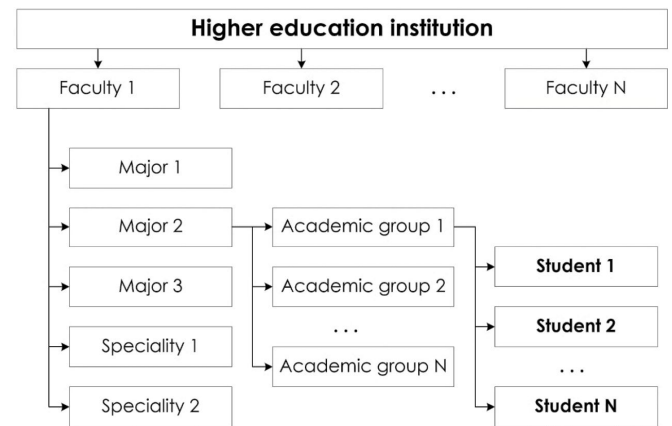 Higher education institution
Faculty 1
Faculty 2
...
Faculty N
Major 1
Major 2
Academic group 1
Student 1
Major 3
Academic group 2
Student 2
...
Speciality 1
Academic group N
...
Speciality 2
Student N